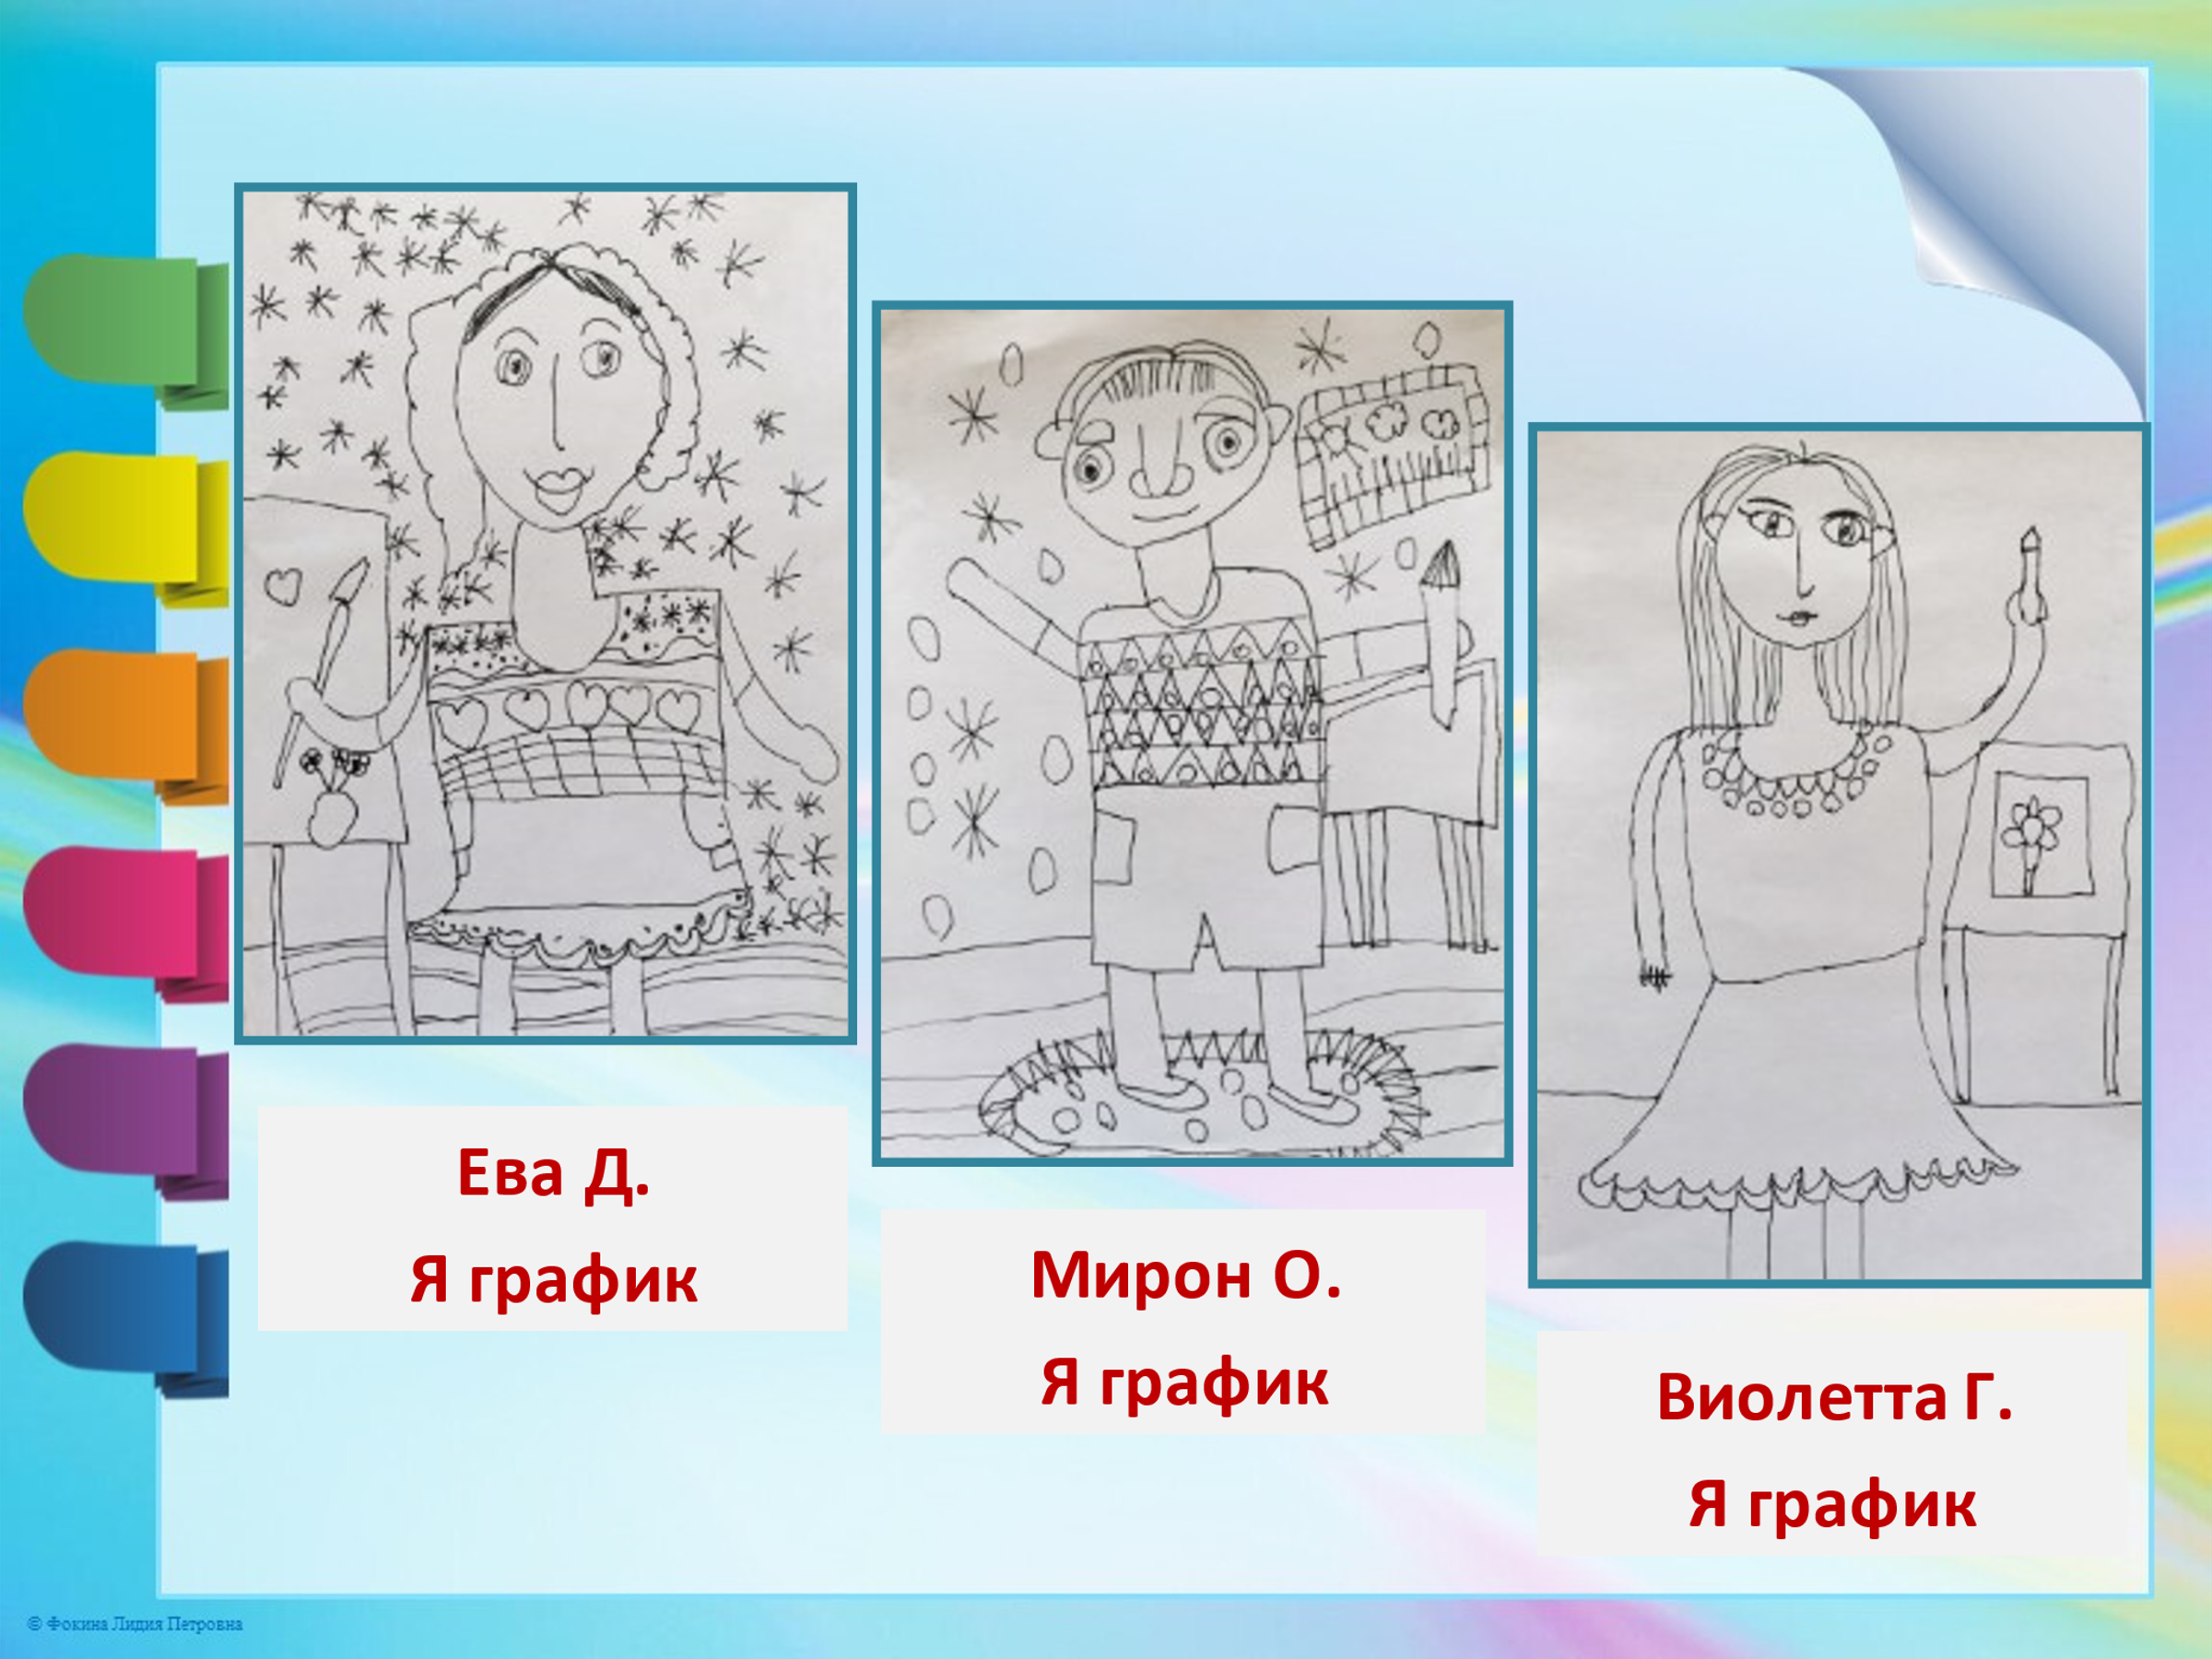 Ева Д.
Я график
Мирон О.
Я график
Виолетта Г.
Я график
© Фокина Лидия Петровна